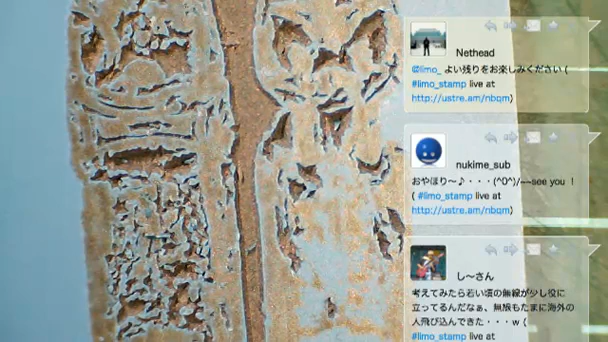 Nethead
@limo_ よい残りをお楽しみください (
#limo_stamp live at
http://ustre.am/nbqm)
nukime_sub
おやほり〜♪・・・(^0^)/~~see you ！
( #limo_stamp live at
http://ustre.am/nbqm)
し〜さん
考えてみたら若い頃の無線が少し役に
立ってるんだなぁ、無限もたまに海外の
人飛び込んできた・・・w (
#limo_stamp live at